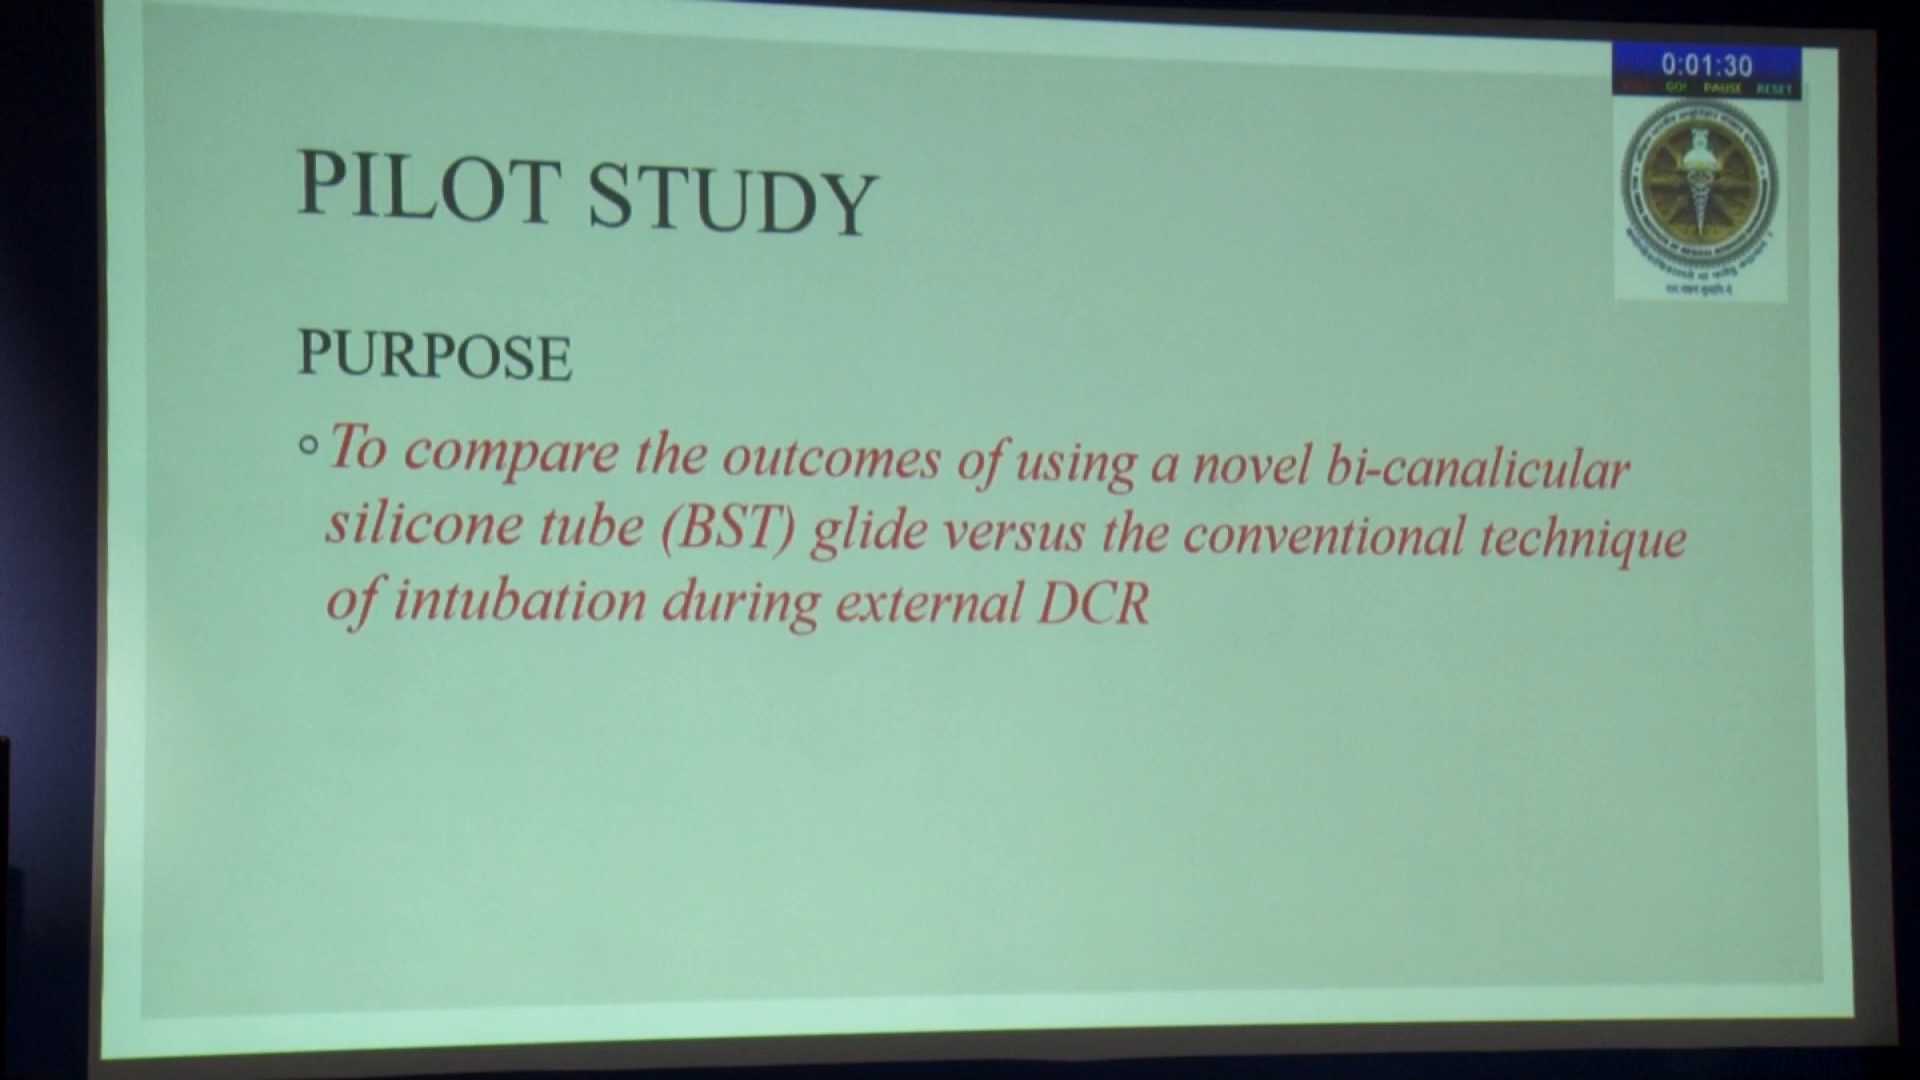 0:01:30
GO! PAUSE RESET
PILOT STUDY
PURPOSE
To compare the outcomes of using a novel bi-canalicular
silicone tube (BST) glide versus the conventional technique
of intubation during external DCR